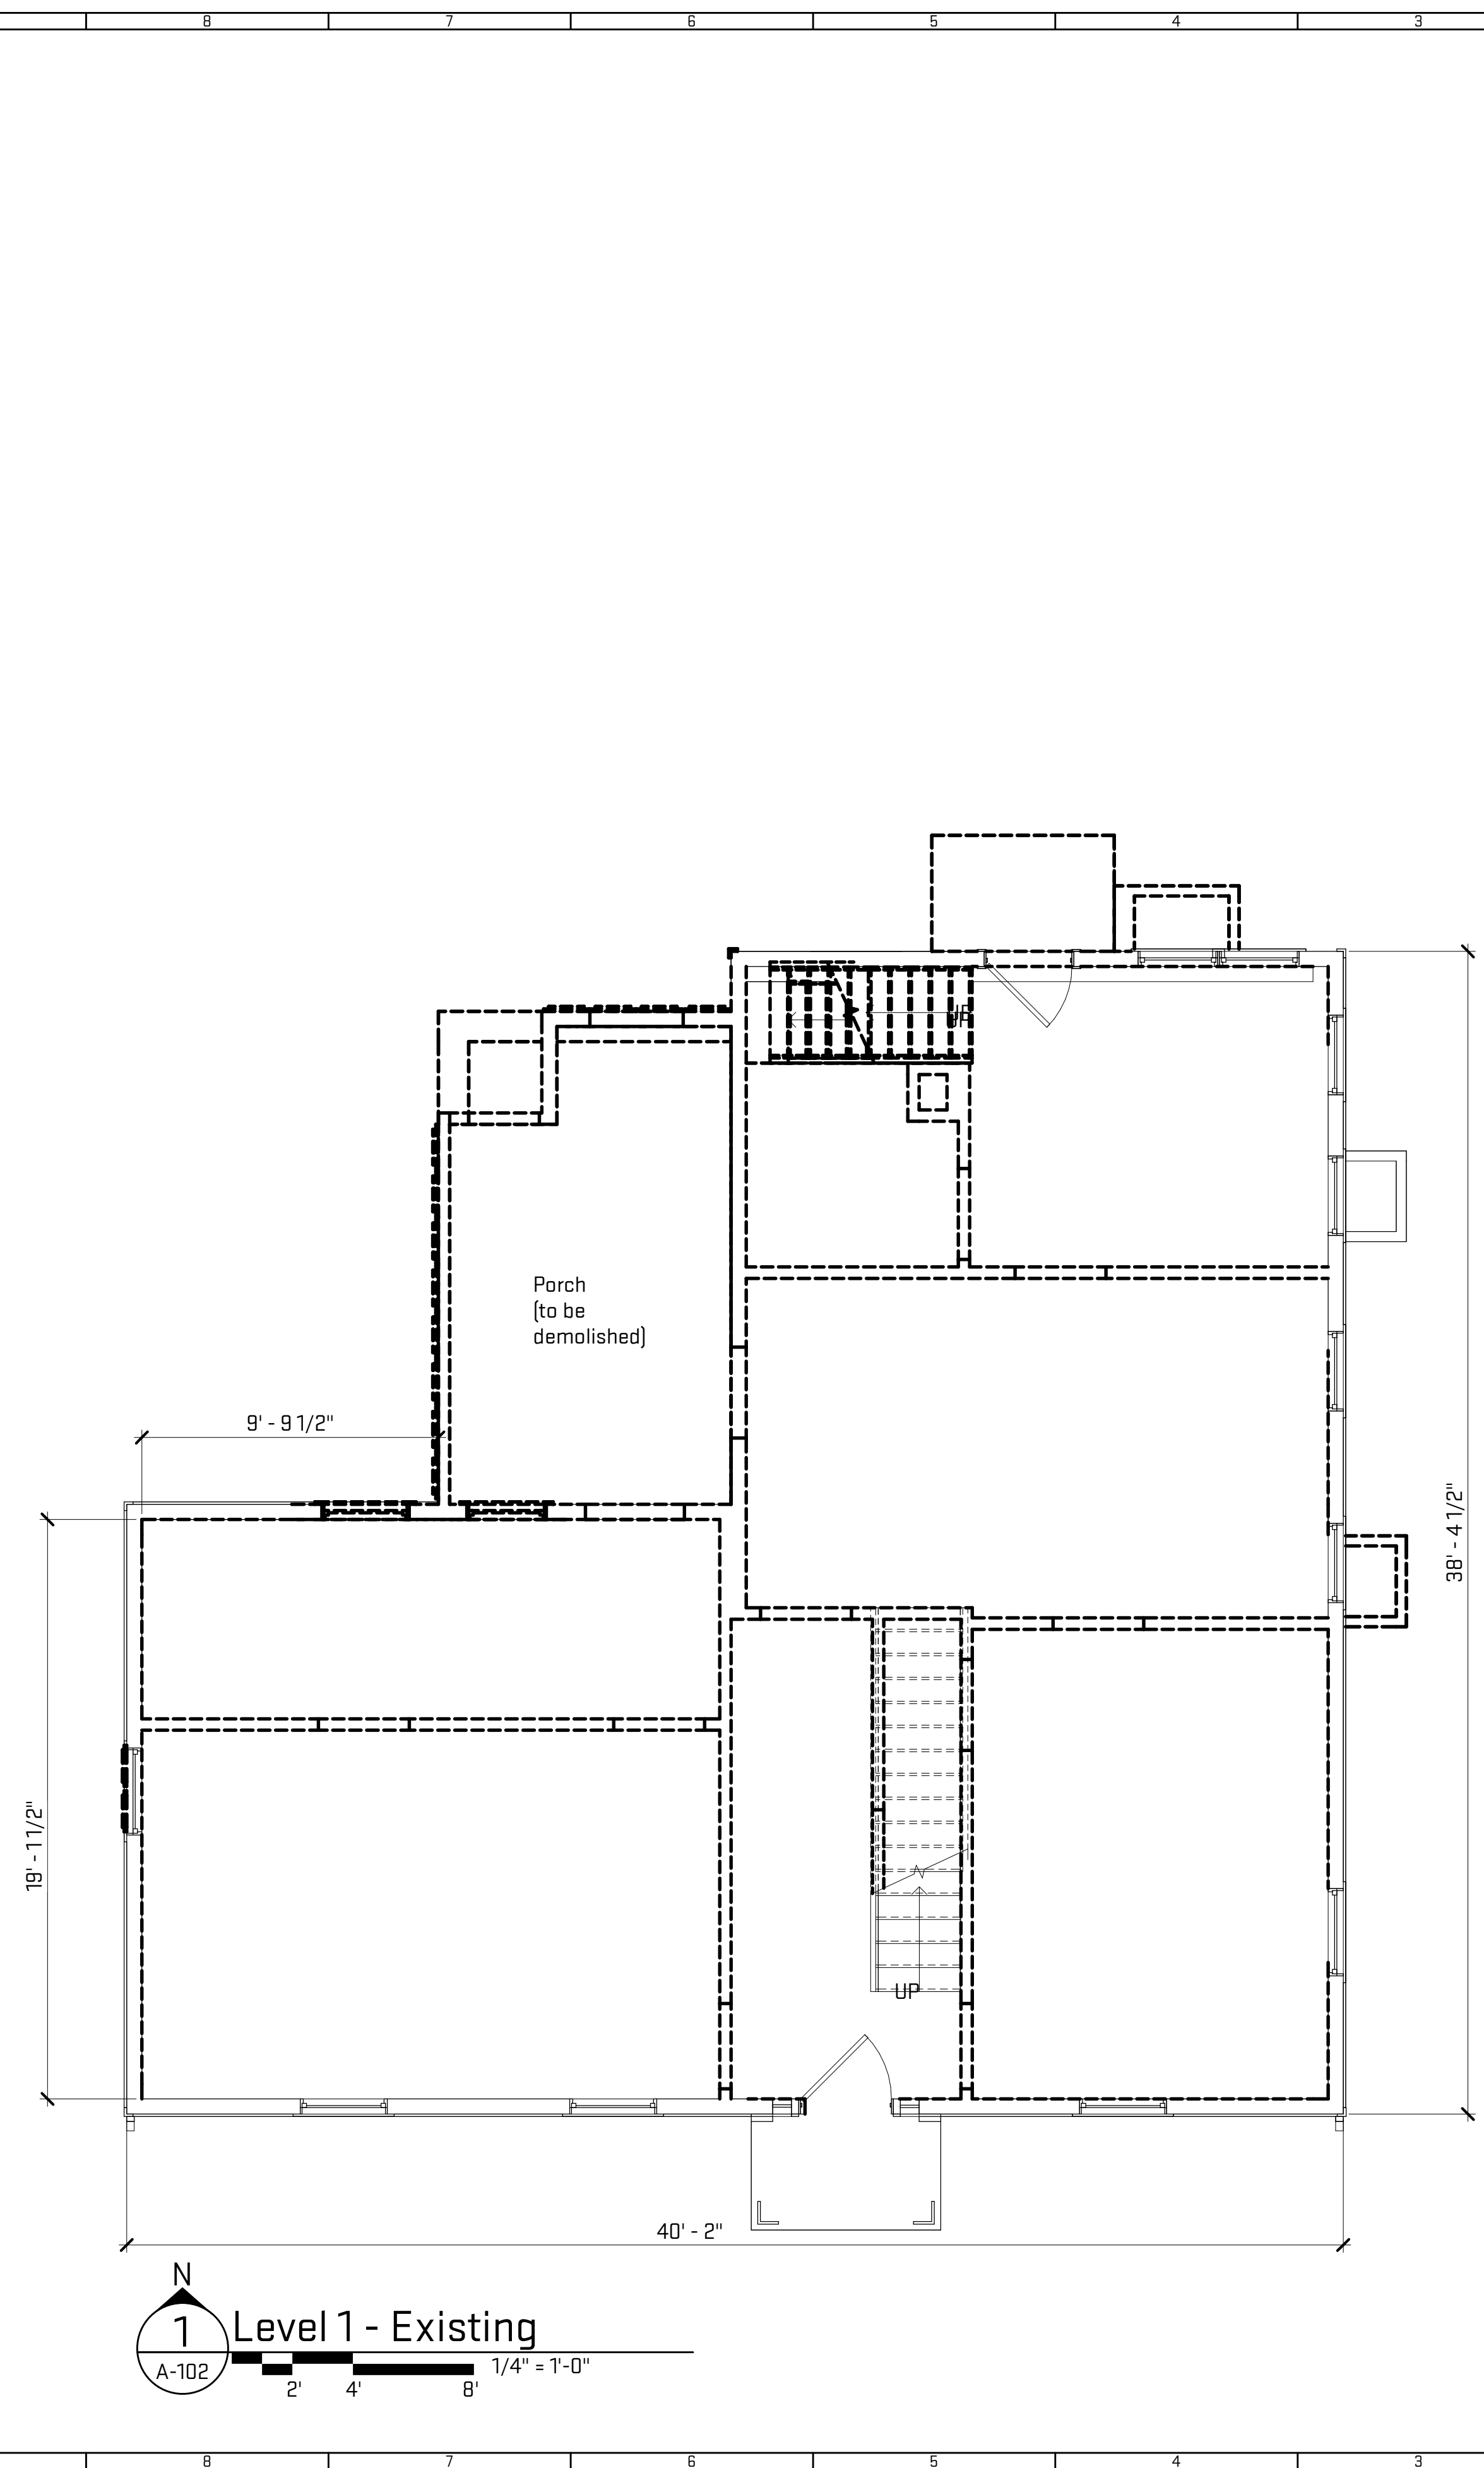 8 7 6 5 4 3
UP
Porch
(to be
demolished)
9' - 9 1/2"
38' - 4 1/2"
19' - 1 1/2"
UP
40' - 2"
N
1
Level 1 - Existing
A-102
1/4" = 1'-0"
2' 4' 8'
8 7 6 5 4 3